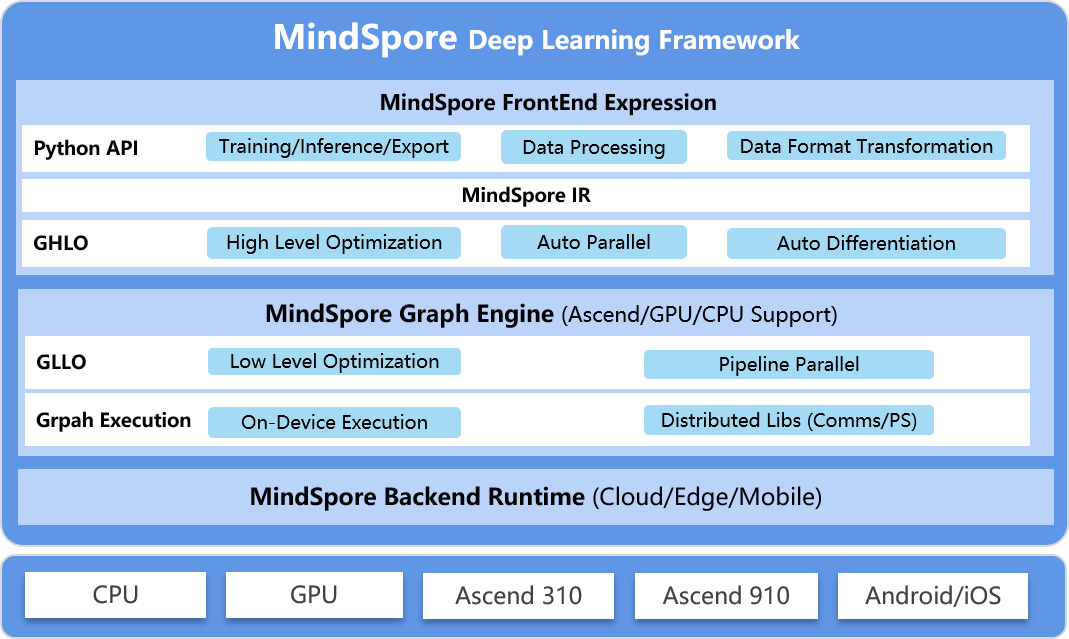 MindSpore Deep Learning Framework
MindSpore FrontEnd Expression
Python API Training/Inference/Export Data Processing Data Format Transformation
MindSpore IR
GHLO High Level Optimization Auto Parallel Auto Differentiation
MindSpore Graph Engine (Ascend/GPU/CPU Support)
GLLO Low Level Optimization Pipeline Parallel
Grpah Execution On-Device Execution Distributed Libs (Comms/PS)
MindSpore Backend Runtime (Cloud/Edge/Mobile)
CPU GPU Ascend 310 Ascend 910 Android/iOS